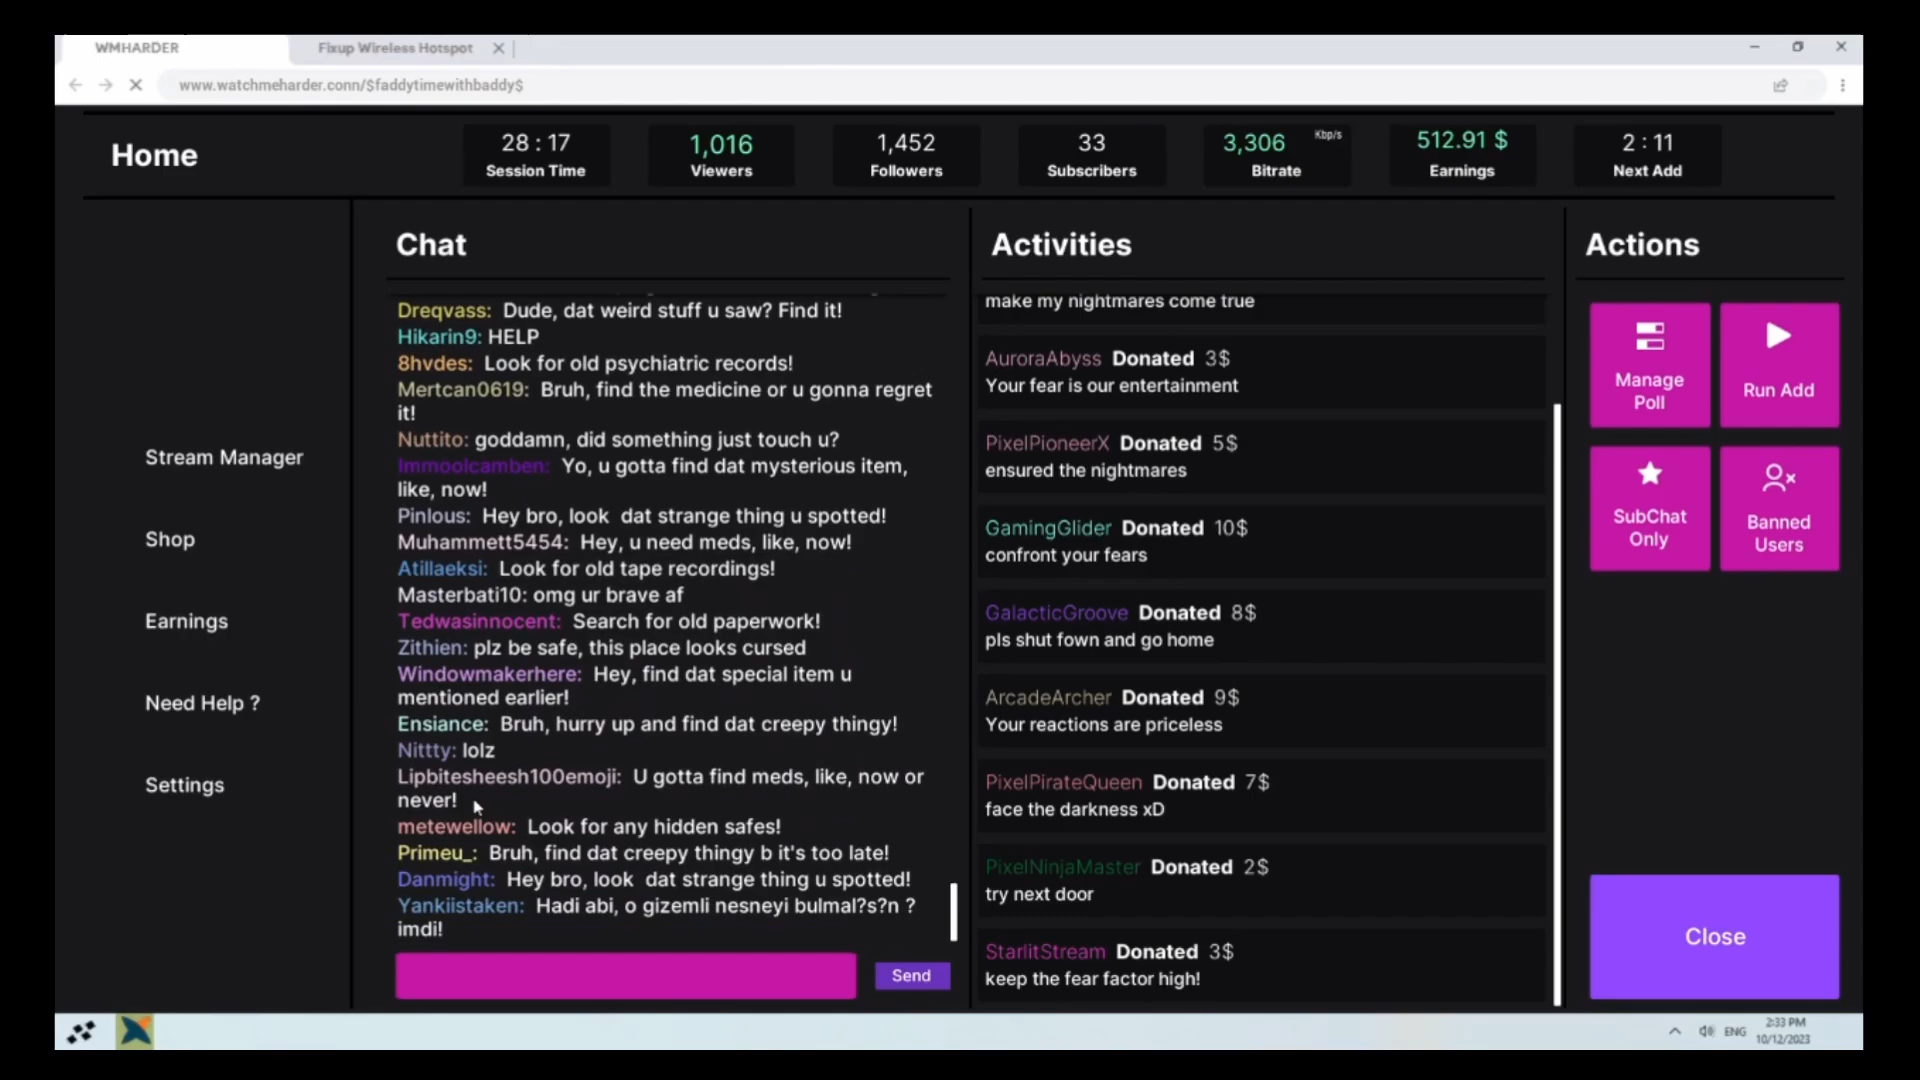 WMHARDER
Fixup Wireless Hotspot
www.watchmeharder.conn/$faddytimewithbaddy$
Home
28 : 17
Session Time
1,016
Viewers
1,452
Followers
33
Subscribers
3,306 Kbp/s
Bitrate
512.91 $
Earnings
2 : 11
Next Add
Stream Manager
Shop
Earnings
Need Help ?
Settings
Chat
Dreqvass: Dude, dat weird stuff u saw? Find it!
Hikarin9: HELP
8hvdes: Look for old psychiatric records!
Mertcan0619: Bruh, find the medicine or u gonna regret
it!
Nuttito: goddamn, did something just touch u?
Immoolcamben: Yo, u gotta find dat mysterious item,
like, now!
Pinlous: Hey bro, look dat strange thing u spotted!
Muhammett5454: Hey, u need meds, like, now!
Atillaeksi: Look for old tape recordings!
Masterbati10: omg ur brave af
Tedwasinnocent: Search for old paperwork!
Zithien: plz be safe, this place looks cursed
Windowmakerhere: Hey, find dat special item u
mentioned earlier!
Ensiance: Bruh, hurry up and find dat creepy thingy!
Nittty: lolz
Lipbitesheesh100emoji: U gotta find meds, like, now or
never!
metewellow: Look for any hidden safes!
Primeu_: Bruh, find dat creepy thingy b it's too late!
Danmight: Hey bro, look dat strange thing u spotted!
Yankiistaken: Hadi abi, o gizemli nesneyi bulmal?s?n ?
imdi!
Send
Activities
make my nightmares come true
AuroraAbyss Donated 3$
Your fear is our entertainment
PixelPioneerX Donated 5$
ensured the nightmares
GamingGlider Donated 10$
confront your fears
GalacticGroove Donated 8$
pls shut fown and go home
ArcadeArcher Donated 9$
Your reactions are priceless
PixelPirateQueen Donated 7$
face the darkness xD
PixelNinjaMaster Donated 2$
try next door
StarlitStream Donated 3$
keep the fear factor high!
Actions
Manage
Poll
Run Add
SubChat
Only
Banned
Users
Close
ENG
2:33 PM
10/12/2023